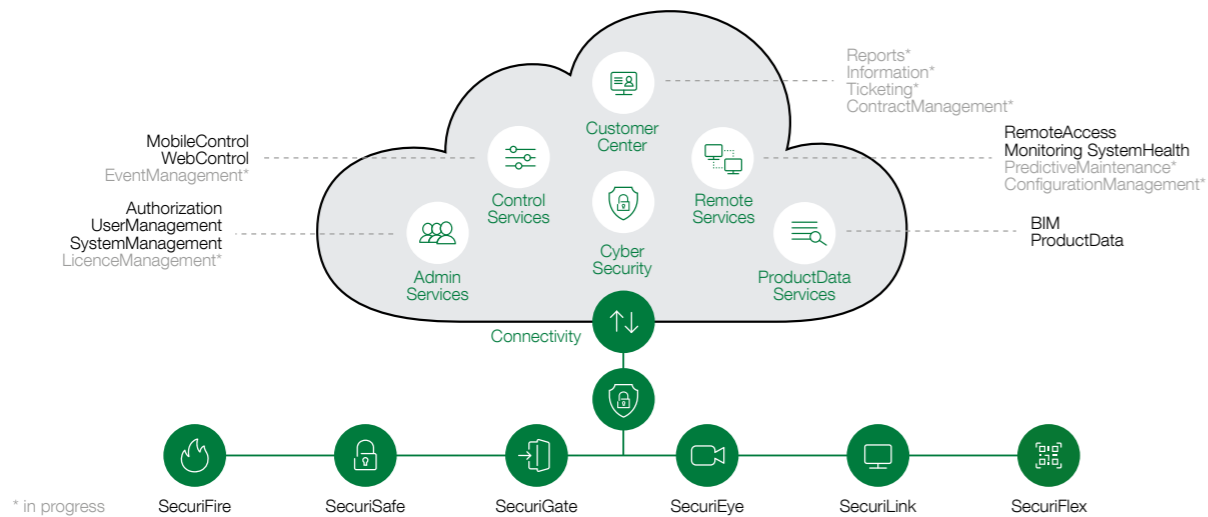 Reports*
Information*
Ticketing*
ContractManagement*
Customer
Center
MobileControl
WebControl
EventManagement*
RemoteAccess
Monitoring SystemHealth
PredictiveMaintenance*
ConfigurationManagement*
Control
Services
Remote
Services
Authorization
UserManagement
SystemManagement
LicenceManagement*
BIM
ProductData
Cyber
Security
Admin
Services
ProductData
Services
Connectivity
* in progress
SecuriFire
SecuriSafe
SecuriGate
SecuriEye
SecuriLink
SecuriFlex